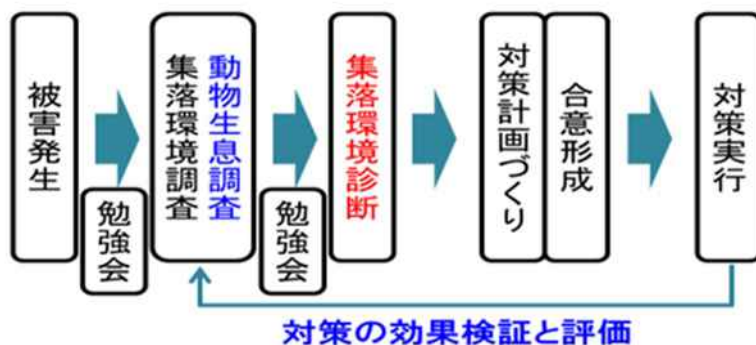 被害発生
勉強会
動物生息調査
集落環境調査
勉強会
集落環境診断
対策計画づくり
合意形成
対策実行
対策の効果検証と評価